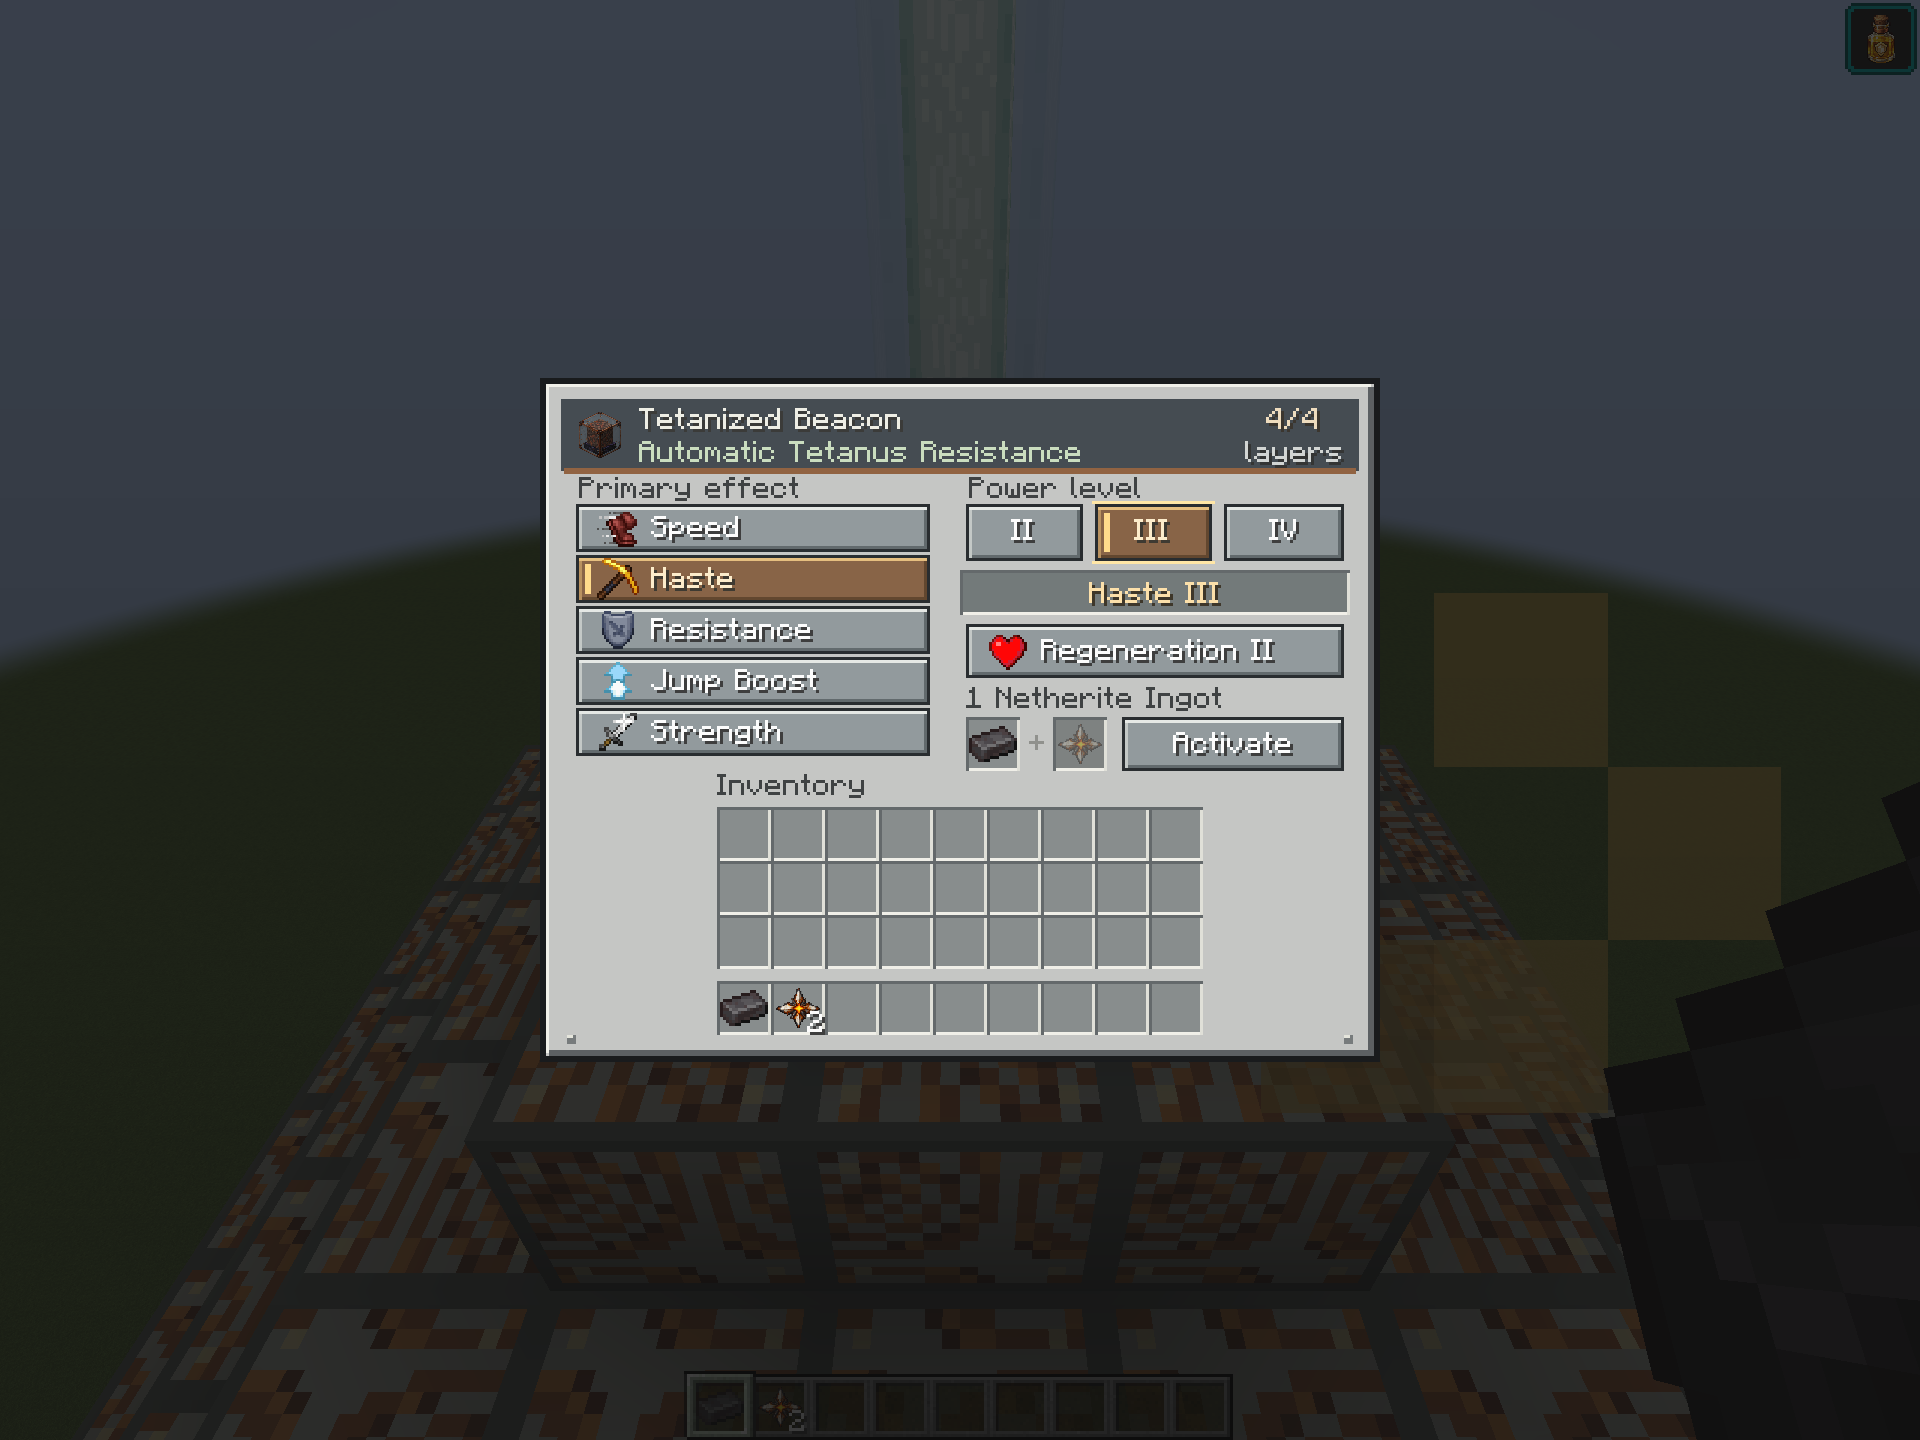 Tetanized Beacon
4/4
Automatic Tetanus Resistance
layers
Primary effect
Power level
Speed
II
III
IV
Haste
Haste III
Resistance
Regeneration II
Jump Boost
1 Netherite Ingot
Strength
+
Activate
Inventory
2
2